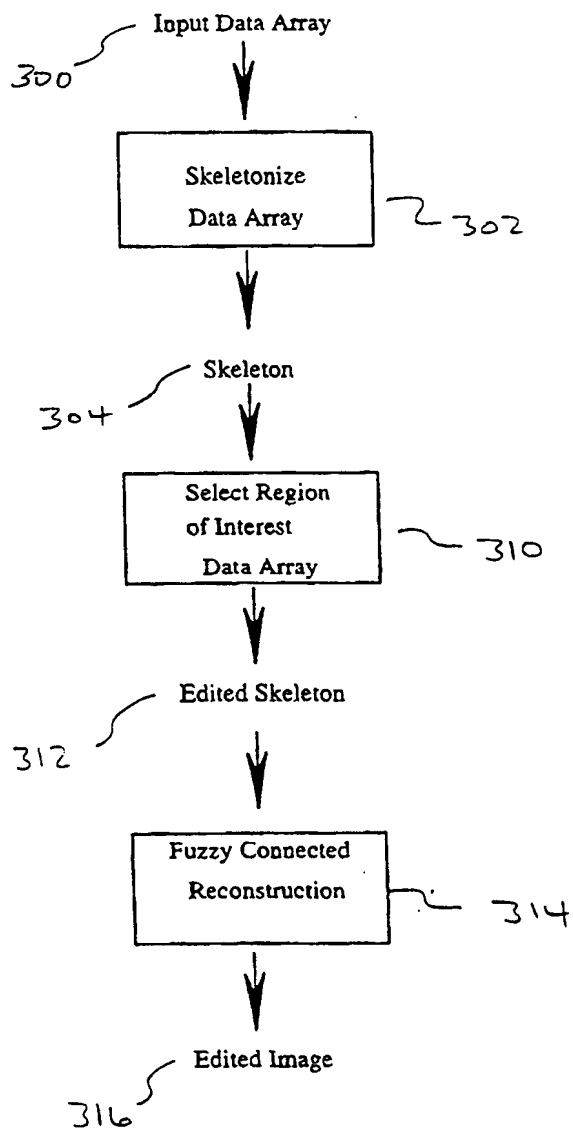 Input Data Array
300
Skeletonize
Data Array
302
Skeleton
304
Select Region
of Interest
Data Array
310
Edited Skeleton
312
Fuzzy Connected
Reconstruction
314
Edited Image
316